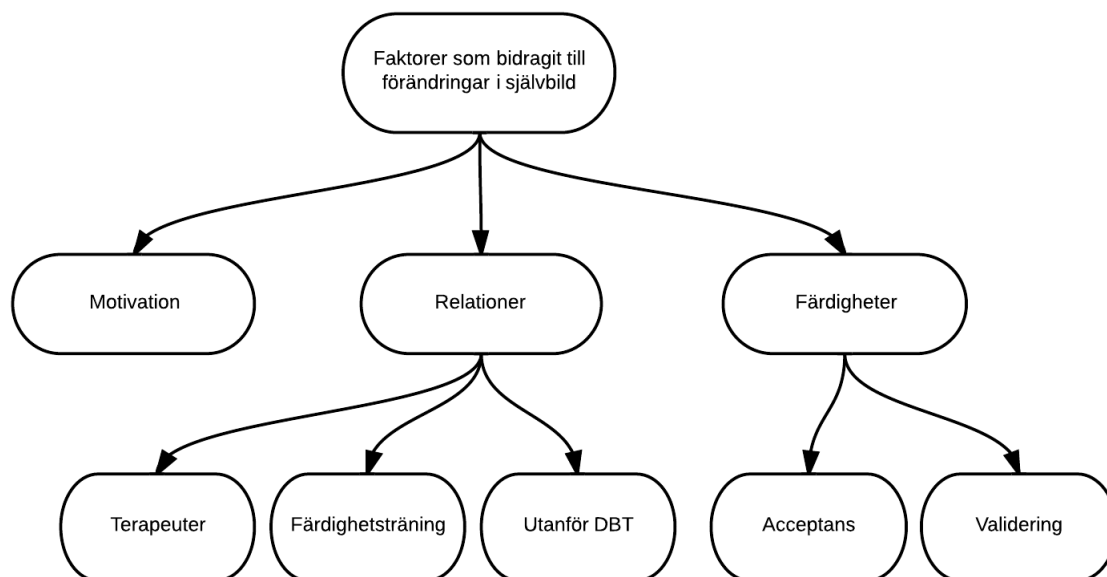 Faktorer som bidragit till
förändringar i självbild
Motivation
Relationer
Färdigheter
Terapeuter
Färdighetsträning
Utanför DBT
Acceptans
Validering